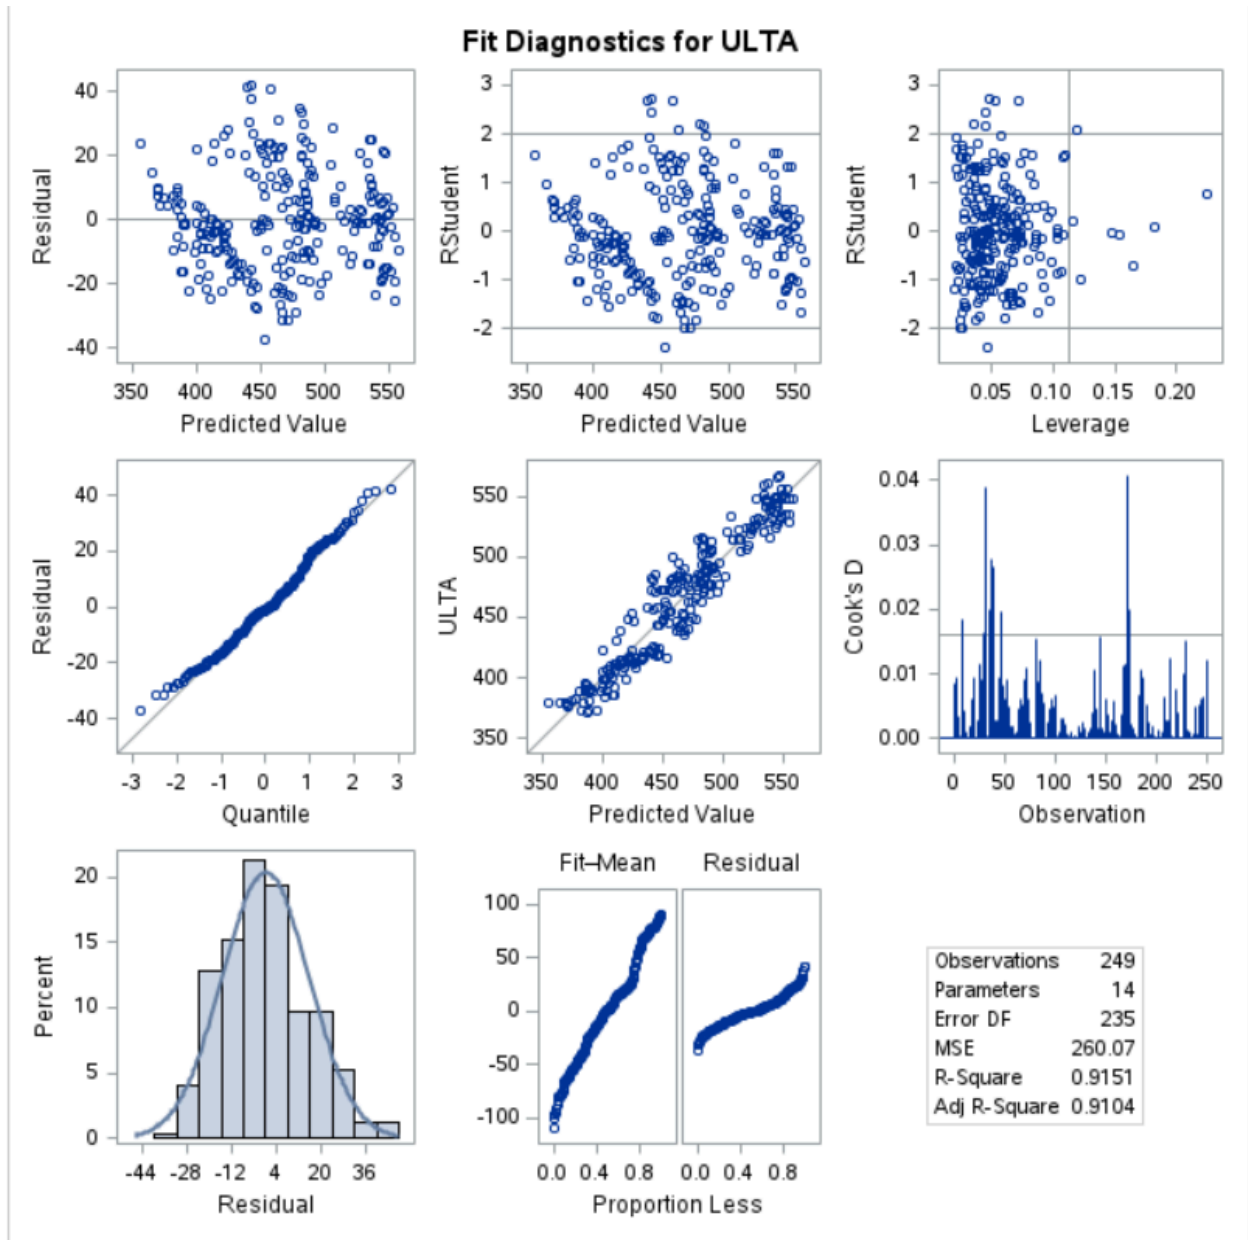 Fit Diagnostics for ULTA
40
20
0
-20
-40
Residual
350 400 450 500 550
Predicted Value
3
2
1
0
-1
-2
RStudent
350 400 450 500 550
Predicted Value
3
2
1
0
-1
-2
RStudent
0.05 0.10 0.15 0.20
Leverage
40
20
0
-20
-40
Residual
-3 -2 -1 0 1 2 3
Quantile
550
500
450
400
350
ULTA
350 400 450 500 550
Predicted Value
0.04
0.03
0.02
0.01
0.00
Cook's D
0 50 100 150 200 250
Observation
20
15
10
5
0
Percent
-44 -28 -12 4 20 36
Residual
Fit–Mean Residual
100
50
0
-50
-100
0.0 0.4 0.8 0.0 0.4 0.8
Proportion Less
Observations 249
Parameters 14
Error DF 235
MSE 260.07
R-Square 0.9151
Adj R-Square 0.9104